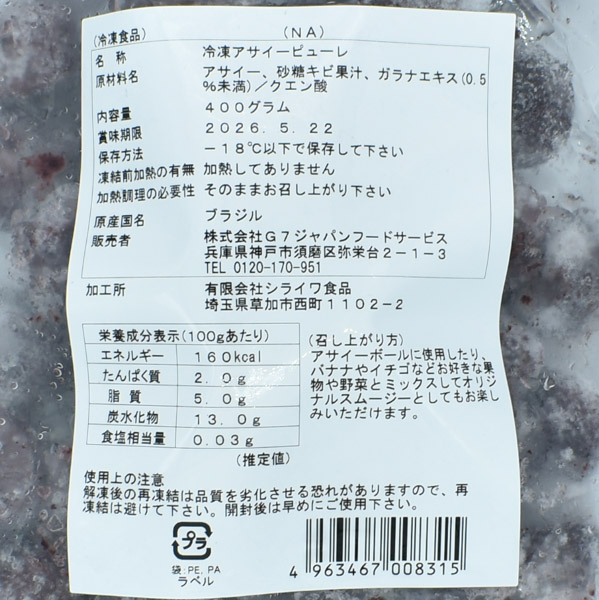 (冷凍食品) (NA)
名 称 冷凍アサイーピューレ
原材料名 アサイー、砂糖キビ果汁、ガラナエキス(0.5
%未満)／クエン酸
内容量 400グラム
賞味期限 2026.5.22
保存方法 －18℃以下で保存して下さい
凍結前加熱の有無 加熱してありません
加熱調理の必要性 そのままお召し上がり下さい
原産国名 ブラジル
販売者 株式会社G7ジャパンフードサービス
兵庫県神戸市須磨区弥栄台2－1－3
TEL 0120-170-951
加工所 有限会社シライワ食品
埼玉県草加市西町1102－2
栄養成分表示(100gあたり)
エネルギー 160kcal
たんぱく質 2.0g
脂 質 5.0g
炭水化物 13.0g
食塩相当量 0.03g
(推定値)
(召し上がり方)
アサイーボールに使用したり、
バナナやイチゴなどお好きな果
物や野菜とミックスしてオリジ
ナルスムージーとしてもお楽し
みいただけます。
使用上の注意
解凍後の再凍結は品質を劣化させる恐れがありますので、再
凍結は避けて下さい。開封後は早めにご使用下さい。
プラ
袋:PE,PA
ラベル
4 963467 008315